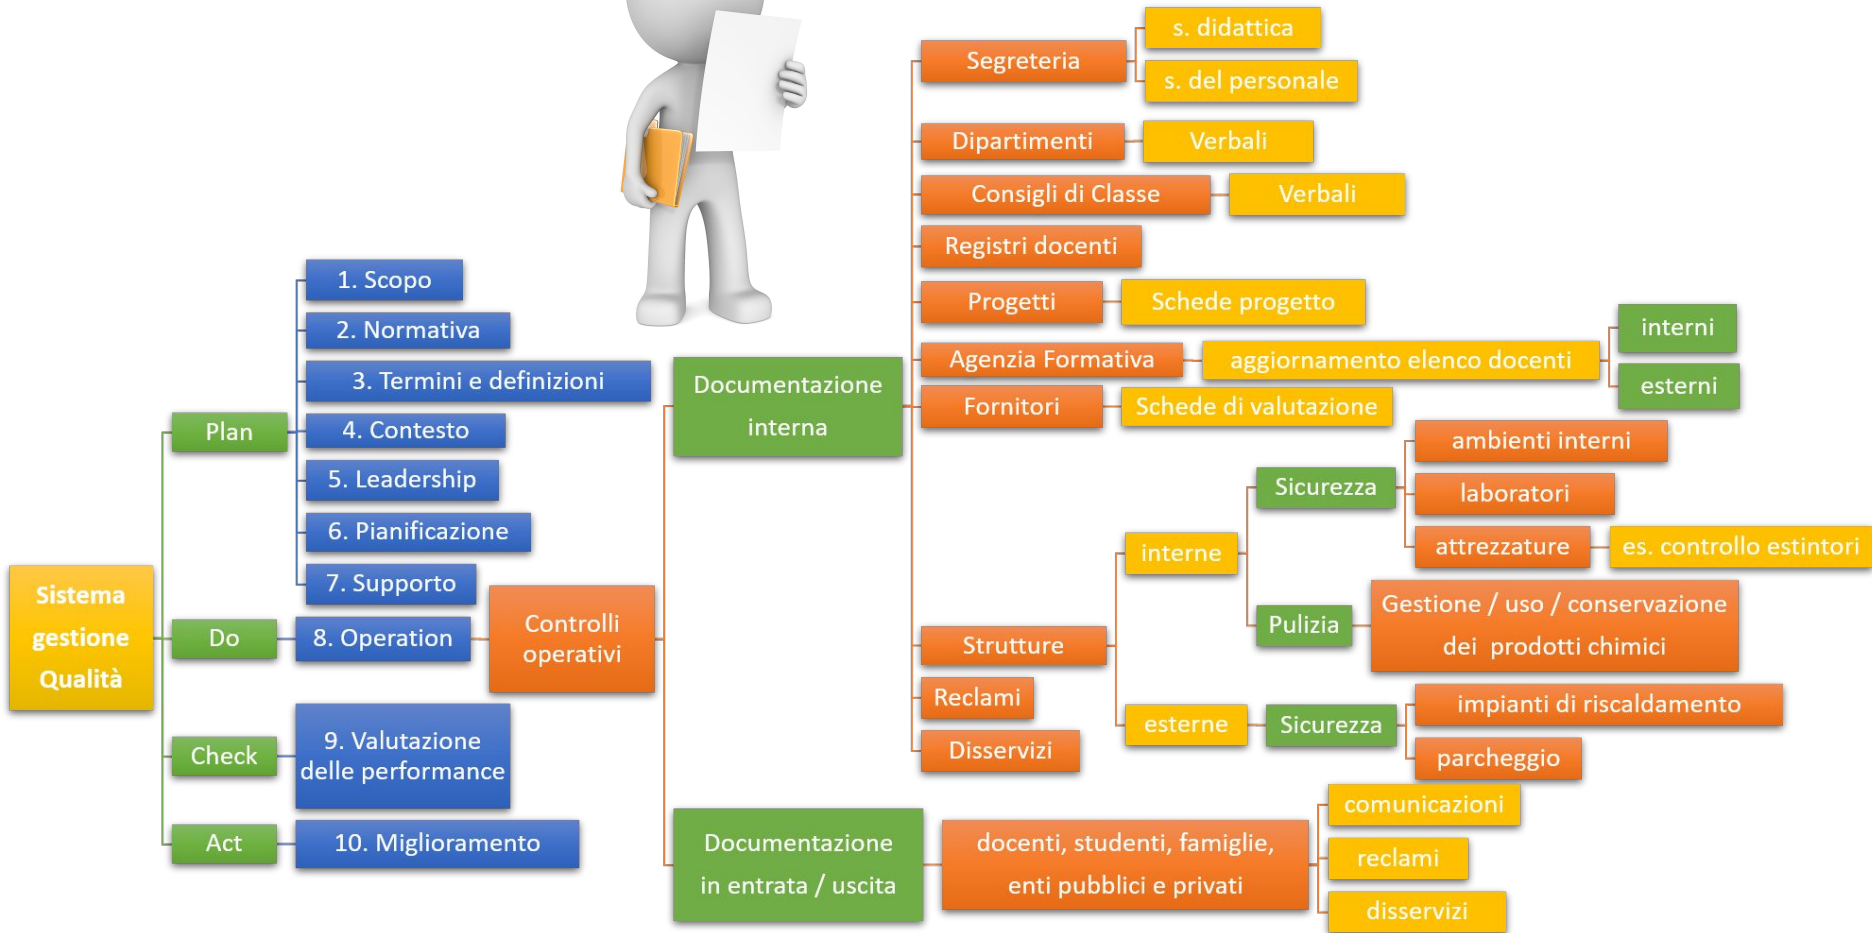 Sistema
gestione
Qualità
Plan
1. Scopo
2. Normativa
3. Termini e definizioni
4. Contesto
5. Leadership
6. Pianificazione
7. Supporto
Do
8. Operation
Controlli
operativi
Documentazione
interna
Segreteria
s. didattica
s. del personale
Dipartimenti
Verbali
Consigli di Classe
Verbali
Registri docenti
Progetti
Schede progetto
Agenzia Formativa
aggiornamento elenco docenti
interni
esterni
Fornitori
Schede di valutazione
Strutture
interne
Sicurezza
ambienti interni
laboratori
attrezzature
es. controllo estintori
Pulizia
Gestione / uso / conservazione
dei prodotti chimici
esterne
Sicurezza
impianti di riscaldamento
parcheggio
Reclami
Disservizi
Documentazione
in entrata / uscita
docenti, studenti, famiglie,
enti pubblici e privati
comunicazioni
reclami
disservizi
Check
9. Valutazione
delle performance
Act
10. Miglioramento